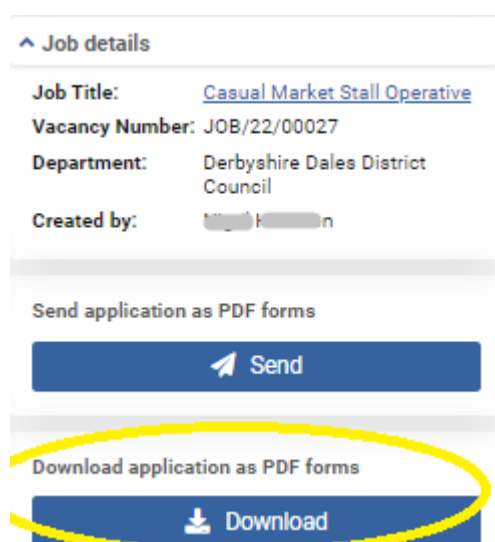 Job details
Job Title: Casual Market Stall Operative
Vacancy Number: JOB/22/00027
Department: Derbyshire Dales District
Council
Created by:
Send application as PDF forms
Send
Download application as PDF forms
Download